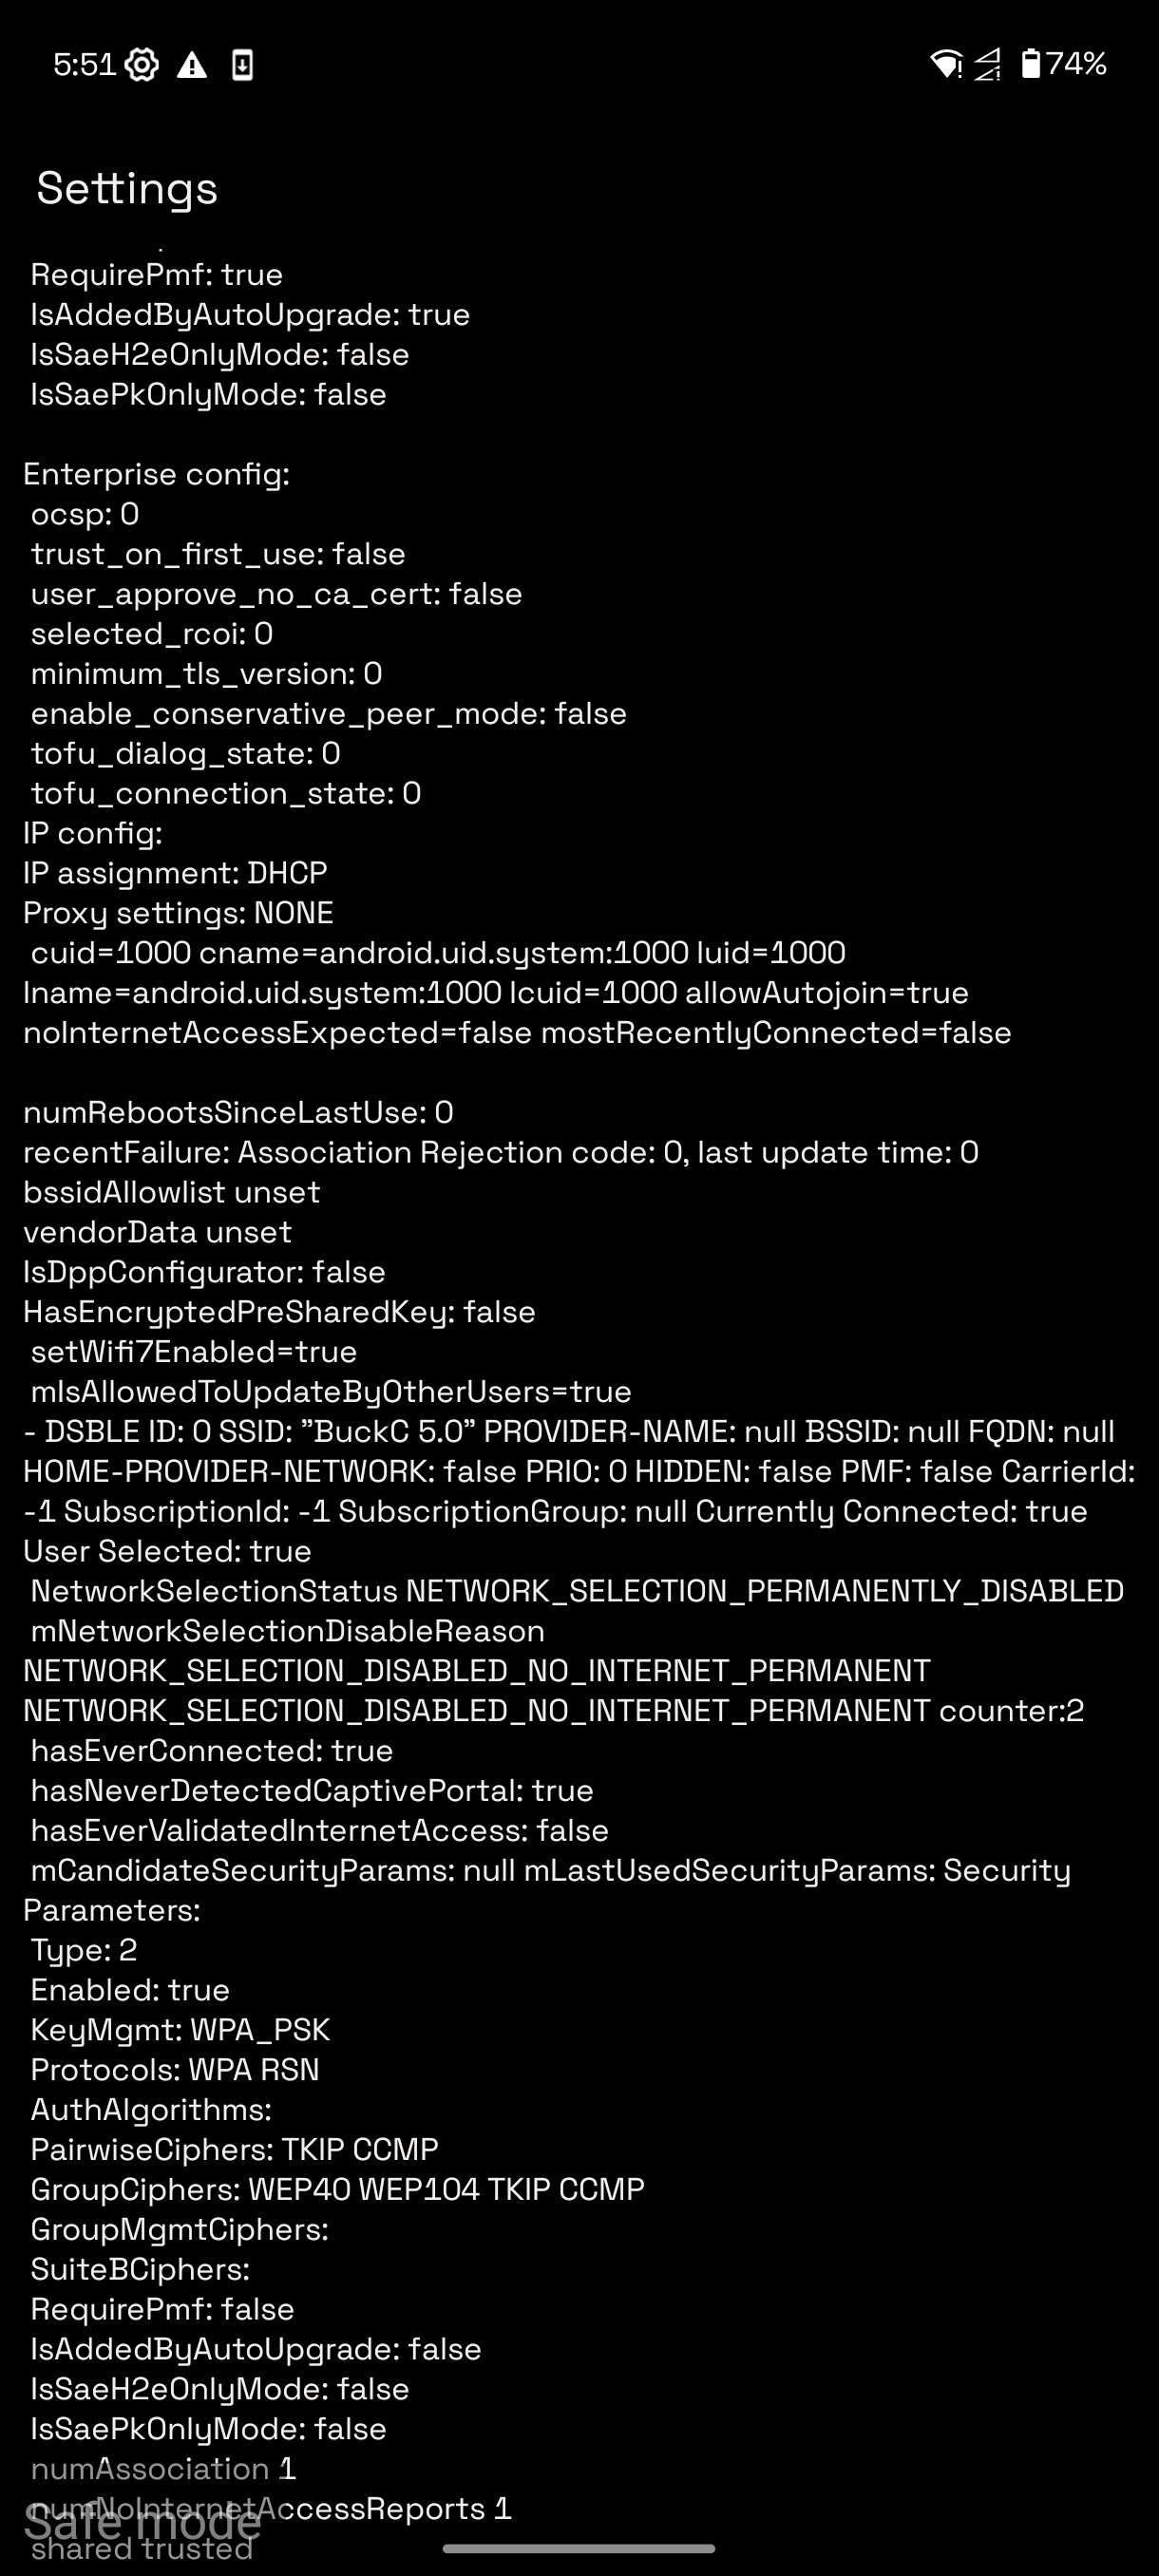 5:51 74%
Settings
RequirePmf: true
IsAddedByAutoUpgrade: true
IsSaeH2eOnlyMode: false
IsSaePkOnlyMode: false
Enterprise config:
ocsp: 0
trust_on_first_use: false
user_approve_no_ca_cert: false
selected_rcoi: 0
minimum_tls_version: 0
enable_conservative_peer_mode: false
tofu_dialog_state: 0
tofu_connection_state: 0
IP config:
IP assignment: DHCP
Proxy settings: NONE
cuid=1000 cname=android.uid.system:1000 luid=1000
lname=android.uid.system:1000 lcuid=1000 allowAutojoin=true
noInternetAccessExpected=false mostRecentlyConnected=false
numRebootsSinceLastUse: 0
recentFailure: Association Rejection code: 0, last update time: 0
bssidAllowlist unset
vendorData unset
IsDppConfigurator: false
HasEncryptedPreSharedKey: false
setWifi7Enabled=true
mIsAllowedToUpdateByOtherUsers=true
- DSBLE ID: 0 SSID: "BuckC 5.0" PROVIDER-NAME: null BSSID: null FQDN: null
HOME-PROVIDER-NETWORK: false PRIO: 0 HIDDEN: false PMF: false CarrierId:
-1 SubscriptionId: -1 SubscriptionGroup: null Currently Connected: true
User Selected: true
NetworkSelectionStatus NETWORK_SELECTION_PERMANENTLY_DISABLED
mNetworkSelectionDisableReason
NETWORK_SELECTION_DISABLED_NO_INTERNET_PERMANENT
NETWORK_SELECTION_DISABLED_NO_INTERNET_PERMANENT counter:2
hasEverConnected: true
hasNeverDetectedCaptivePortal: true
hasEverValidatedInternetAccess: false
mCandidateSecurityParams: null mLastUsedSecurityParams: Security
Parameters:
Type: 2
Enabled: true
KeyMgmt: WPA_PSK
Protocols: WPA RSN
AuthAlgorithms:
PairwiseCiphers: TKIP CCMP
GroupCiphers: WEP40 WEP104 TKIP CCMP
GroupMgmtCiphers:
SuiteBCiphers:
RequirePmf: false
IsAddedByAutoUpgrade: false
IsSaeH2eOnlyMode: false
IsSaePkOnlyMode: false
numAssociation 1
numNoInternetAccessReports 1
Safe mode
shared trusted